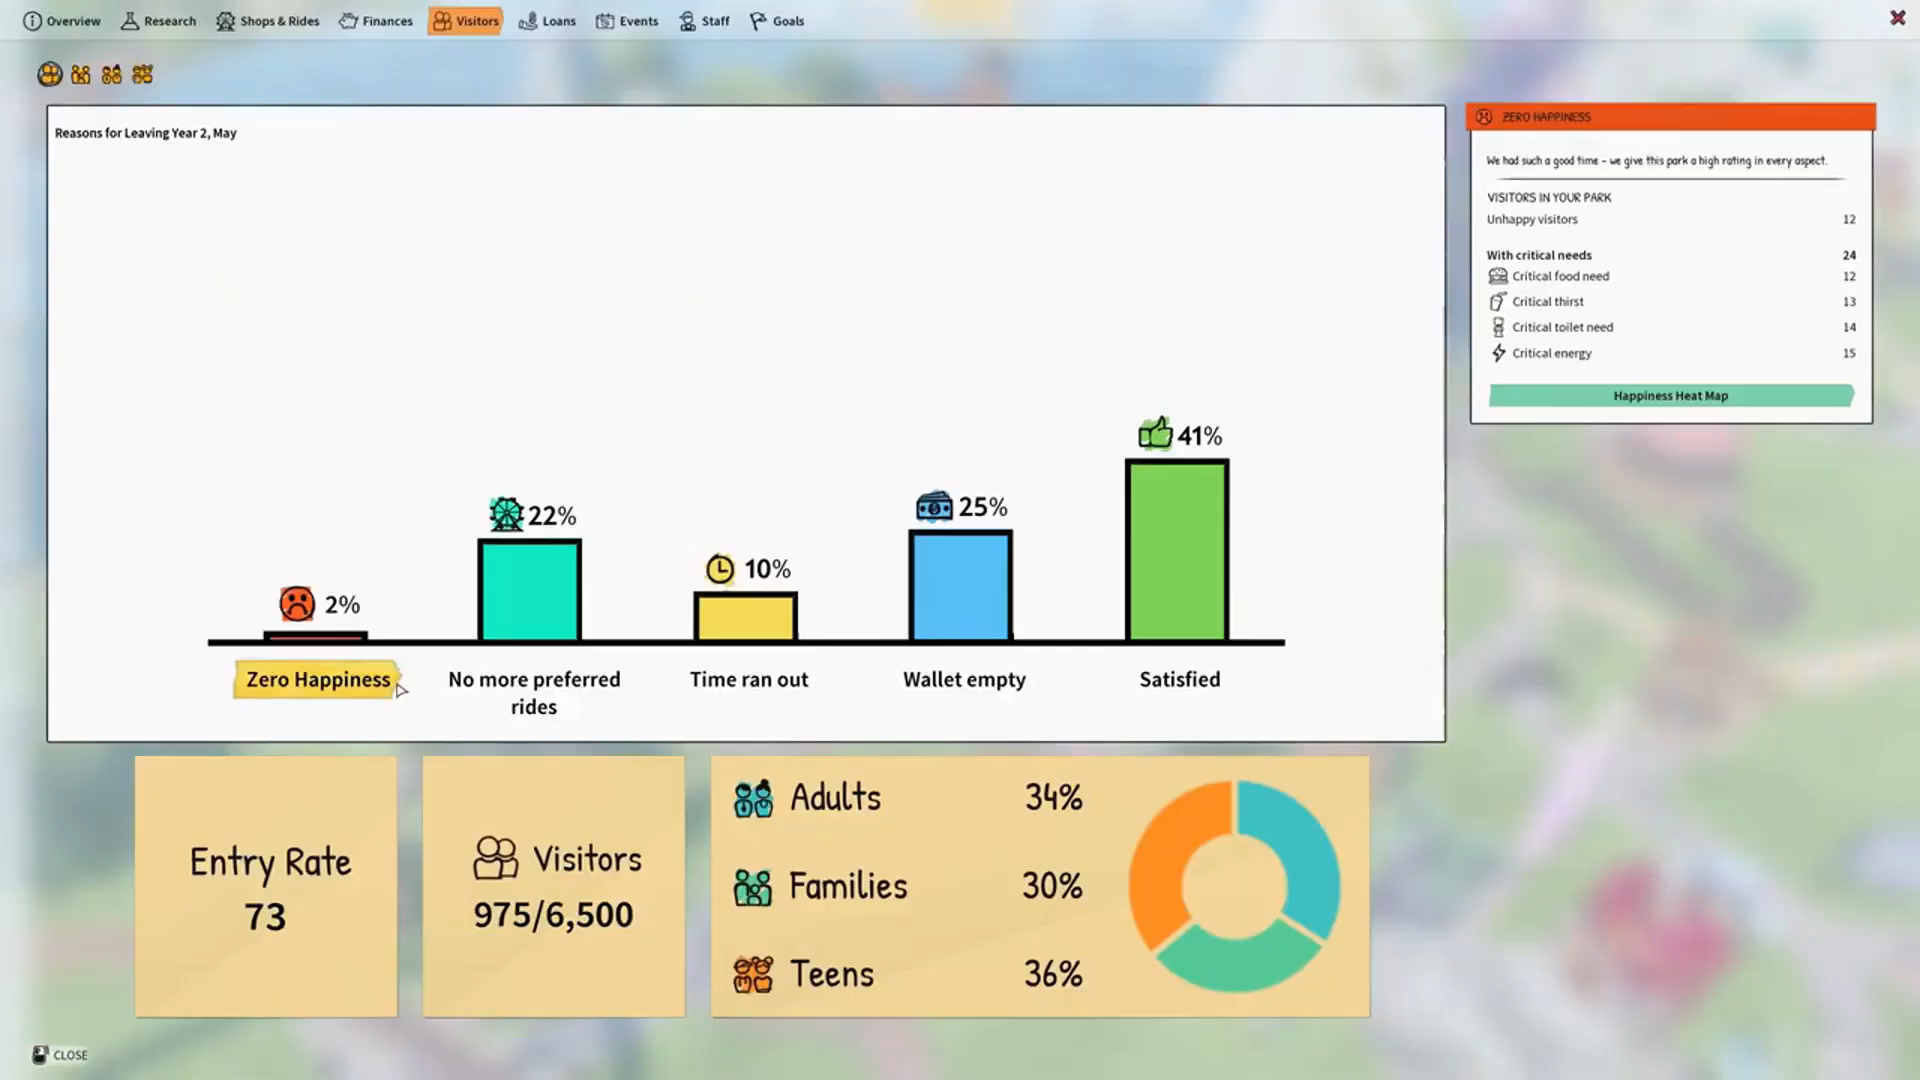 Overview Research Shops & Rides Finances Visitors Loans Events Staff Goals
Reasons for Leaving Year 2, May
2%
22%
10%
25%
41%
Zero Happiness
No more preferred
rides
Time ran out
Wallet empty
Satisfied
ZERO HAPPINESS
We had such a good time - we give this park a high rating in every aspect.
VISITORS IN YOUR PARK
Unhappy visitors 12
With critical needs 24
Critical food need 12
Critical thirst 13
Critical toilet need 14
Critical energy 15
Happiness Heat Map
Entry Rate
73
Visitors
975/6,500
Adults 34%
Families 30%
Teens 36%
CLOSE